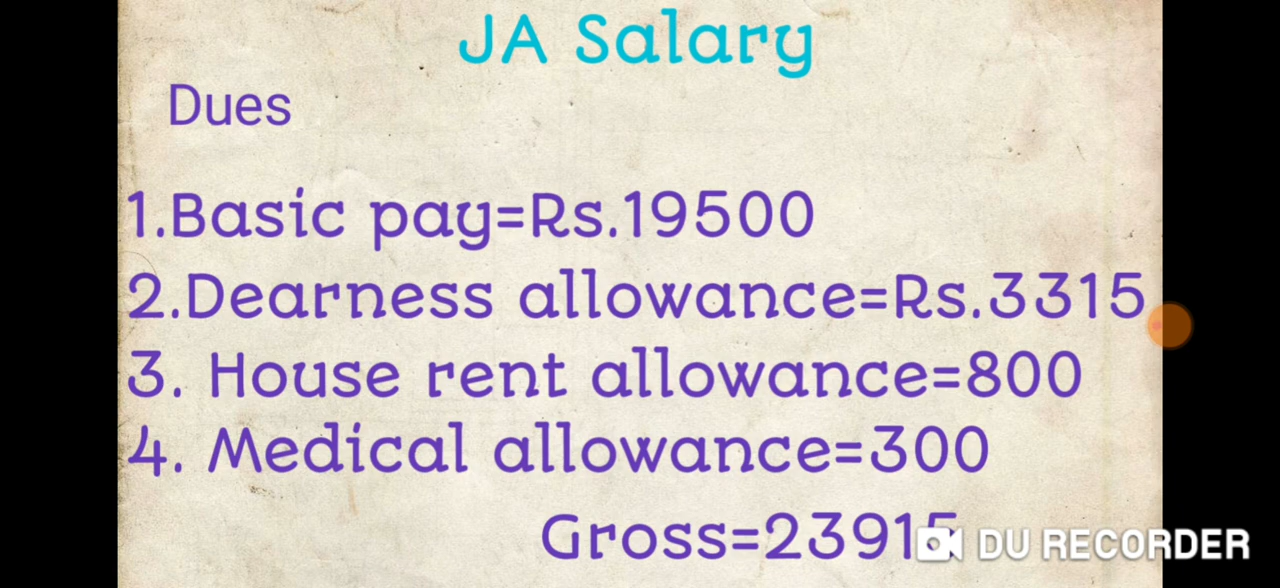 JA Salary
Dues
1.Basic pay=Rs.19500
2.Dearness allowance=Rs.3315
3. House rent allowance=800
4. Medical allowance=300
Gross=23915
DU RECORDER